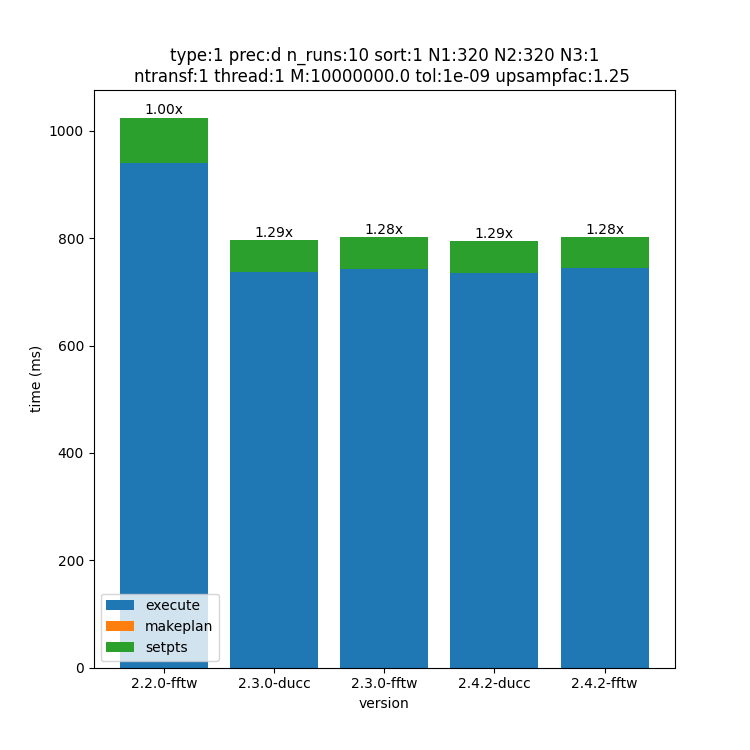 type:1 prec:d n_runs:10 sort:1 N1:320 N2:320 N3:1
ntransf:1 thread:1 M:10000000.0 tol:1e-09 upsampfac:1.25
1.00x
1.29x
1.28x
1.29x
1.28x
1000
800
600
400
200
0
time (ms)
execute
makeplan
setpts
2.2.0-fftw
2.3.0-ducc
2.3.0-fftw
2.4.2-ducc
2.4.2-fftw
version